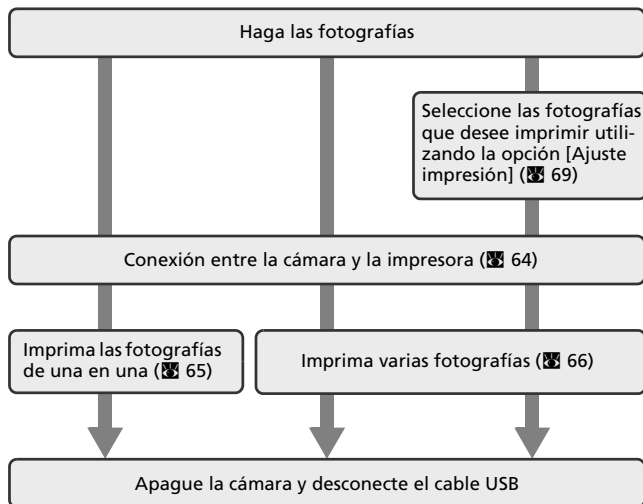 Haga las fotografías
Seleccione las fotografías
que desee imprimir utili-
zando la opción [Ajuste
impresión] ( 69)
Conexión entre la cámara y la impresora ( 64)
Imprima las fotografías
de una en una ( 65)
Imprima varias fotografías ( 66)
Apague la cámara y desconecte el cable USB